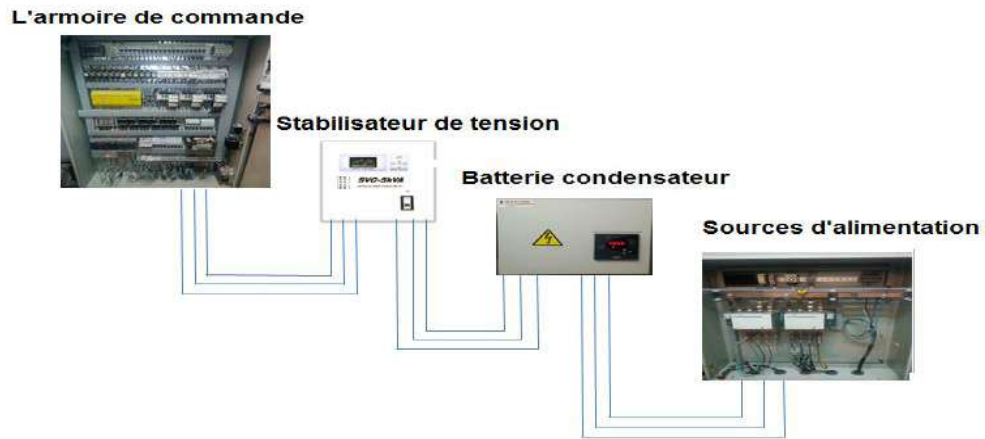 L'armoire de commande
Stabilisateur de tension
SVC-5kVA
Batterie condensateur
Sources d'alimentation